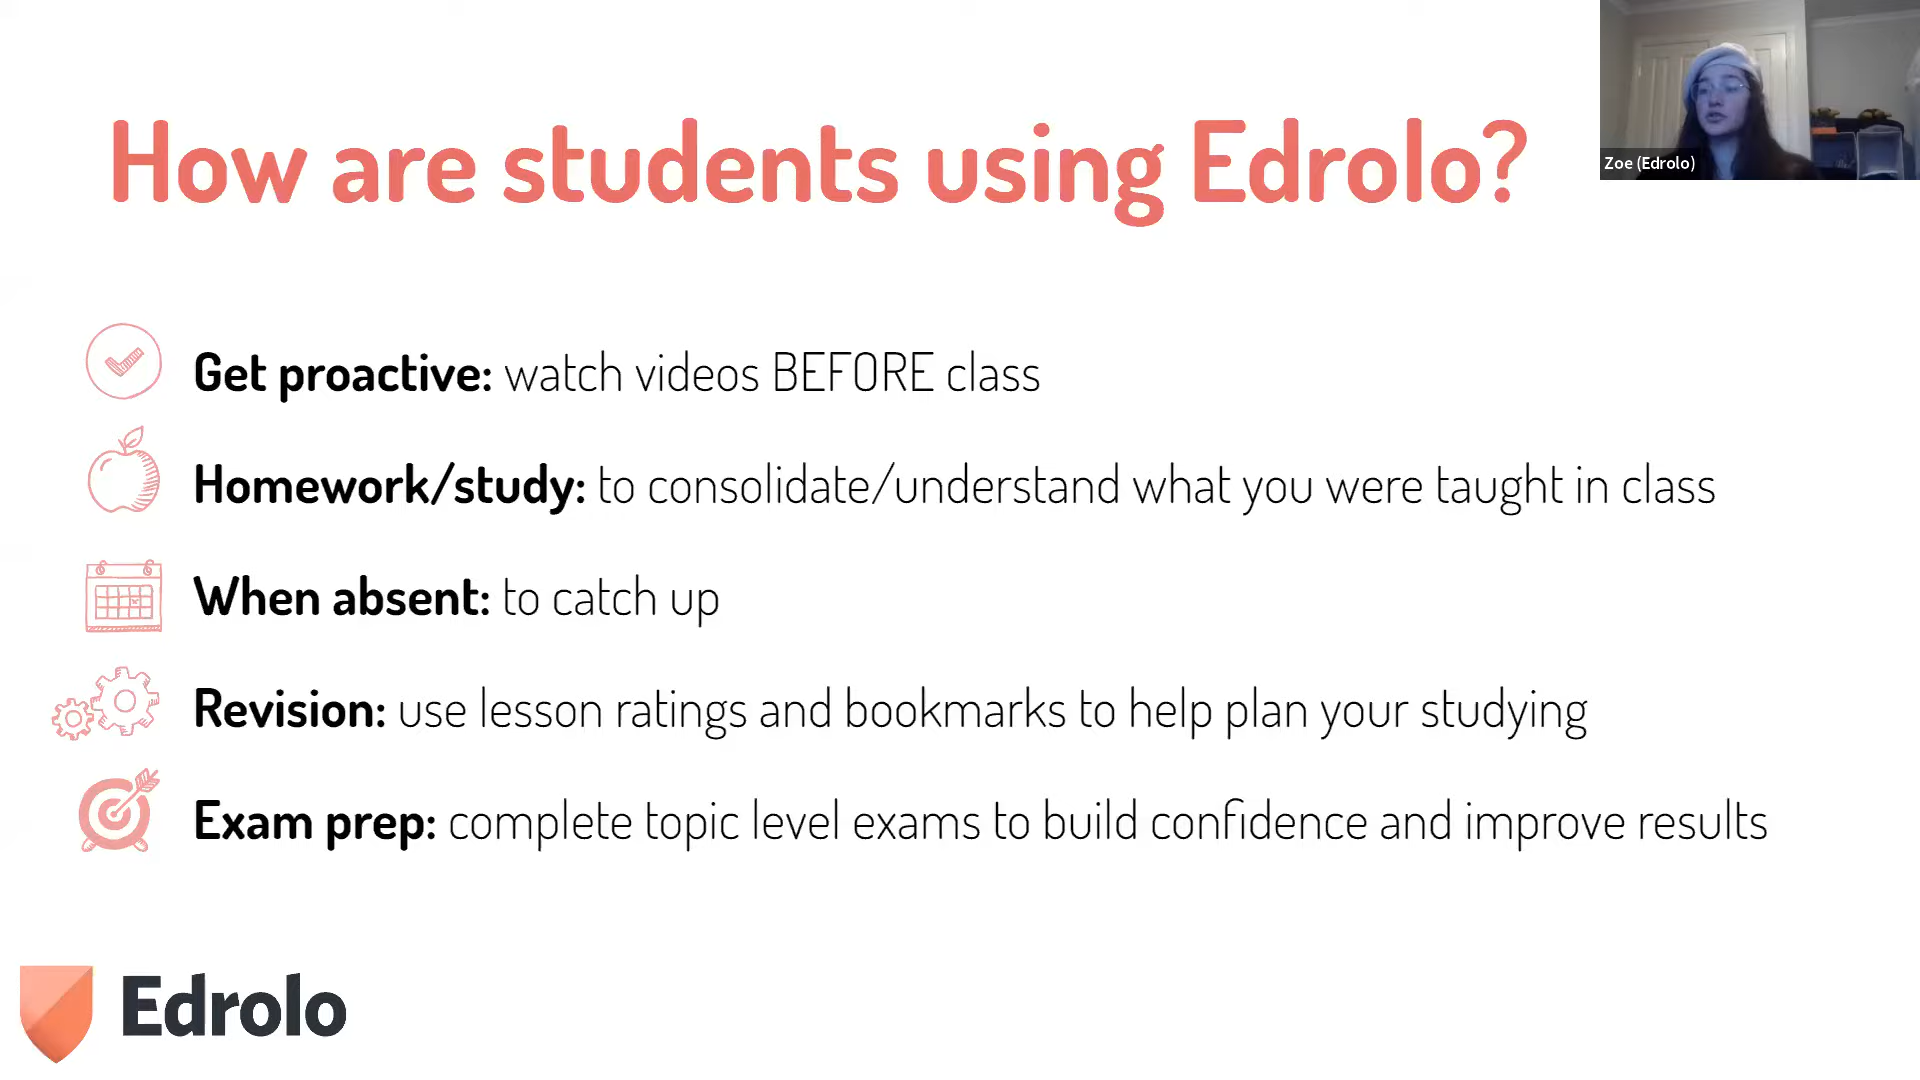 How are students using Edrolo?
Zoe (Edrolo)
Get proactive: watch videos BEFORE class
Homework/study: to consolidate/understand what you were taught in class
When absent: to catch up
Revision: use lesson ratings and bookmarks to help plan your studying
Exam prep: complete topic level exams to build confidence and improve results
Edrolo